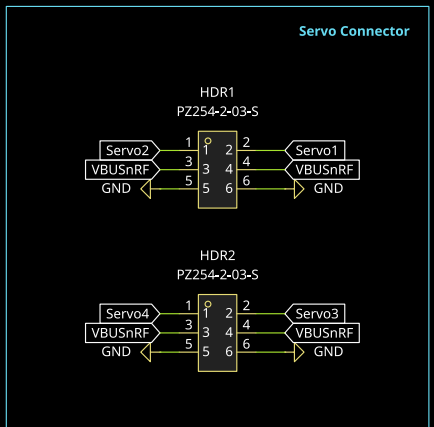 Servo Connector
HDR1
PZ254-2-03-S
Servo2 1 1 2 2 Servo1
VBUSnRF 3 3 4 4 VBUSnRF
GND 5 5 6 6 GND
HDR2
PZ254-2-03-S
Servo4 1 1 2 2 Servo3
VBUSnRF 3 3 4 4 VBUSnRF
GND 5 5 6 6 GND